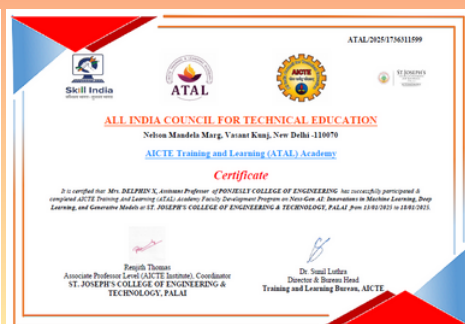 ATAL/2025/1736311599
Skill India
ATAL
AICTE
ST JOSEPH'S
ALL INDIA COUNCIL FOR TECHNICAL EDUCATION
Nelson Mandela Marg, Vasant Kunj, New Delhi -110070
AICTE Training and Learning (ATAL) Academy
Certificate
It is certified that Mrs. DELPHIN X, Assistant Professor of PONJESLY COLLEGE OF ENGINEERING has successfully participated &
completed AICTE Training And Learning (ATAL) Academy Faculty Development Program on Next-Gen AI: Innovations in Machine Learning, Deep
Learning, and Generative Models at ST. JOSEPH'S COLLEGE OF ENGINEERING & TECHNOLOGY, PALAI from 13/01/2025 to 18/01/2025.
Renjith Thomas
Associate Professor Level (AICTE Institute), Coordinator
ST. JOSEPH'S COLLEGE OF ENGINEERING &
TECHNOLOGY, PALAI
Dr. Sunil Luthra
Director & Bureau Head
Training and Learning Bureau, AICTE